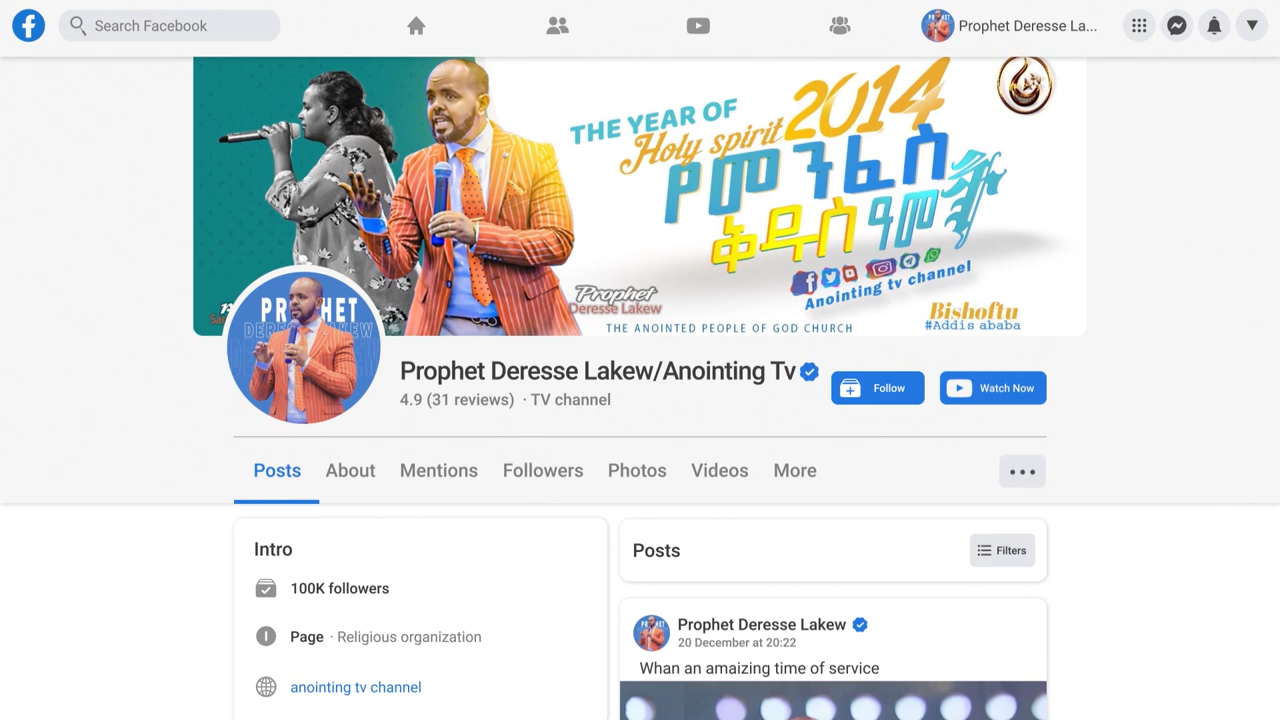 Search Facebook
Prophet Deresse La...
THE YEAR OF
Holy spirit 2014
የመንፈስ
ቅዱስ ዓመት
Anointing tv channel
Prophet
Deresse Lakew
THE ANOINTED PEOPLE OF GOD CHURCH
Bishoftu
#Addis ababa
PROPHET
DERESSE LAKEW
Prophet Deresse Lakew/Anointing Tv
4.9 (31 reviews) · TV channel
Follow
Watch Now
Posts
About
Mentions
Followers
Photos
Videos
More
Intro
100K followers
Page · Religious organization
anointing tv channel
Posts
Filters
Prophet Deresse Lakew
20 December at 20:22
Whan an amaizing time of service